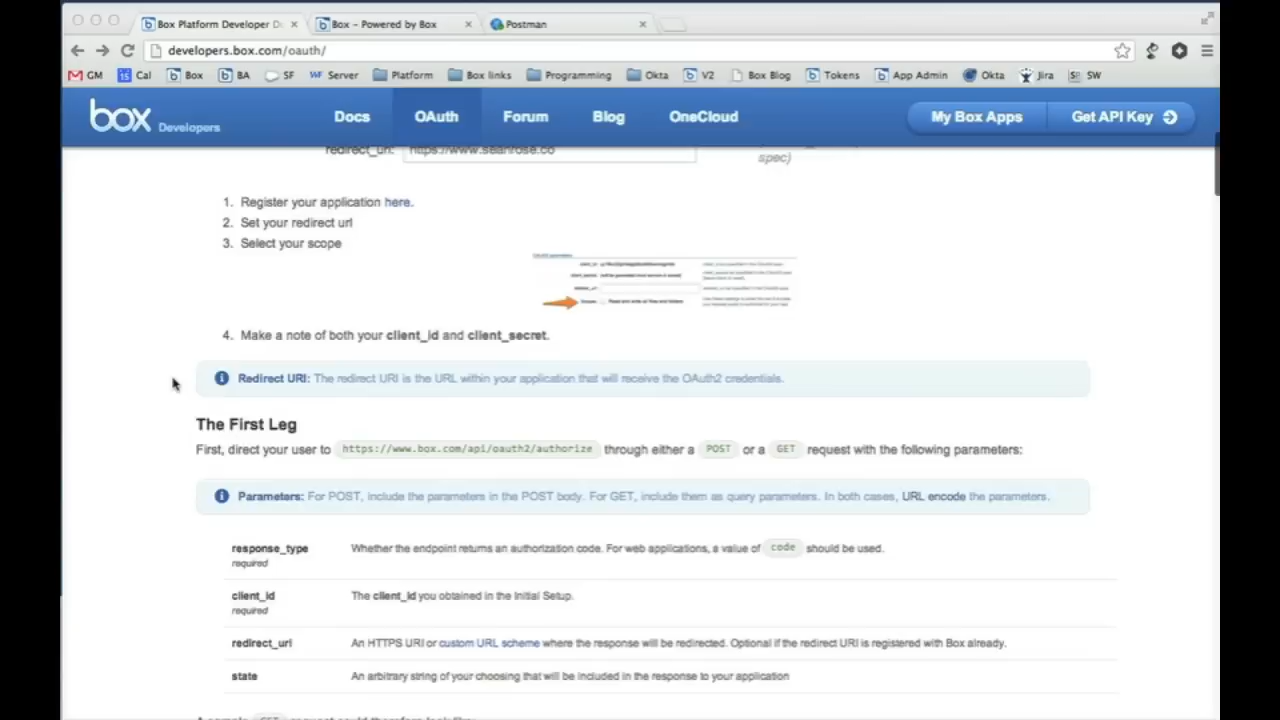 Box Platform Developer D
Box – Powered by Box
Postman
developers.box.com/oauth/
GM
Cal
Box
BA
SF
WF Server
Platform
Box links
Programming
Okta
V2
Box Blog
Tokens
App Admin
Okta
Jira
SW
box Developers
Docs
OAuth
Forum
Blog
OneCloud
My Box Apps
Get API Key
redirect_uri: https://www.seanrose.co
spec)
1. Register your application here.
2. Set your redirect url
3. Select your scope
4. Make a note of both your client_id and client_secret.
Redirect URI: The redirect URI is the URL within your application that will receive the OAuth2 credentials.
The First Leg
First, direct your user to https://www.box.com/api/oauth2/authorize through either a POST or a GET request with the following parameters:
Parameters: For POST, include the parameters in the POST body. For GET, include them as query parameters. In both cases, URL encode the parameters.
response_type Whether the endpoint returns an authorization code. For web applications, a value of code should be used.
required
client_id The client_id you obtained in the Initial Setup.
required
redirect_uri An HTTPS URI or custom URL scheme where the response will be redirected. Optional if the redirect URI is registered with Box already.
state An arbitrary string of your choosing that will be included in the response to your application